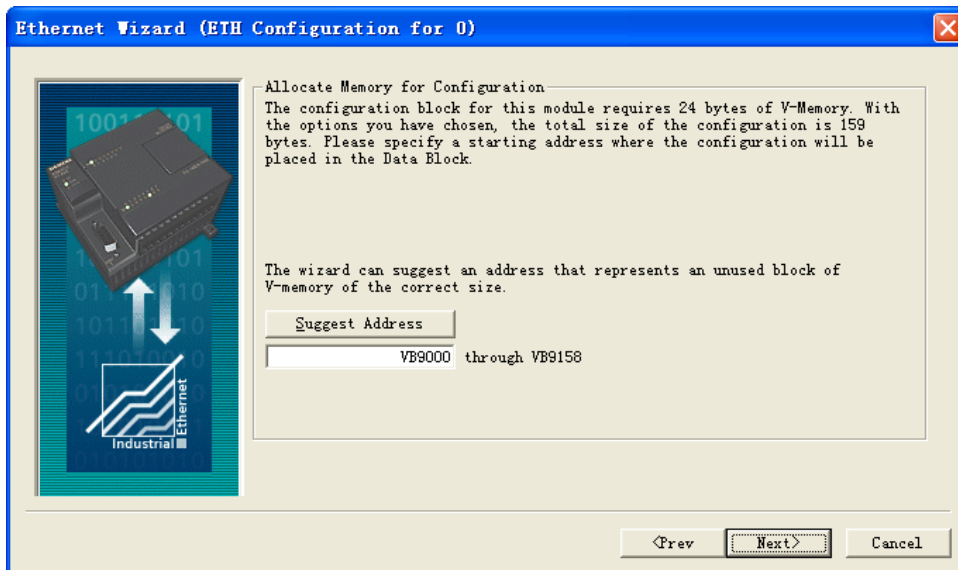 Ethernet Wizard (ETH Configuration for 0)
Allocate Memory for Configuration
The configuration block for this module requires 24 bytes of V-Memory. With
the options you have chosen, the total size of the configuration is 159
bytes. Please specify a starting address where the configuration will be
placed in the Data Block.
The wizard can suggest an address that represents an unused block of
V-memory of the correct size.
Suggest Address
VB9000 through VB9158
Industrial Ethernet
<Prev Next> Cancel